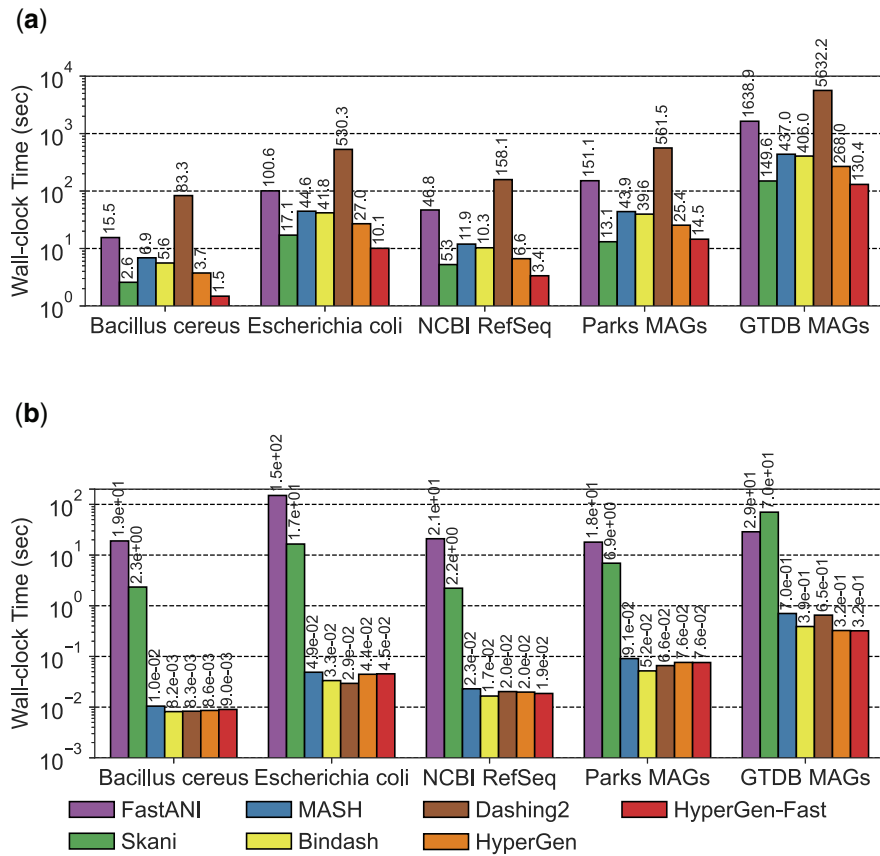 (a)
Wall-clock Time (sec)
10^4
10^3
10^2
10^1
10^0
15.5
2.6
6.9
5.6
83.3
3.7
1.5
100.6
17.1
44.6
41.8
530.3
27.0
10.1
46.8
5.3
11.9
10.3
158.1
6.6
3.4
151.1
13.1
43.9
39.6
561.5
25.4
14.5
1638.9
149.6
437.0
406.0
5632.2
268.0
130.4
Bacillus cereus
Escherichia coli
NCBI RefSeq
Parks MAGs
GTDB MAGs
(b)
Wall-clock Time (sec)
10^2
10^1
10^0
10^−1
10^−2
10^−3
1.9e+01
2.3e+00
1.0e-02
8.2e-03
8.3e-03
8.6e-03
9.0e-03
1.5e+02
1.7e+01
4.9e-02
3.3e-02
2.9e-02
4.4e-02
4.5e-02
2.1e+01
2.2e+00
2.3e-02
1.7e-02
2.0e-02
2.0e-02
1.9e-02
1.8e+01
6.9e+00
9.1e-02
5.2e-02
6.6e-02
7.6e-02
7.6e-02
2.9e+01
7.0e+01
7.0e-01
3.9e-01
6.5e-01
3.2e-01
3.2e-01
Bacillus cereus
Escherichia coli
NCBI RefSeq
Parks MAGs
GTDB MAGs
FastANI
MASH
Dashing2
HyperGen-Fast
Skani
Bindash
HyperGen